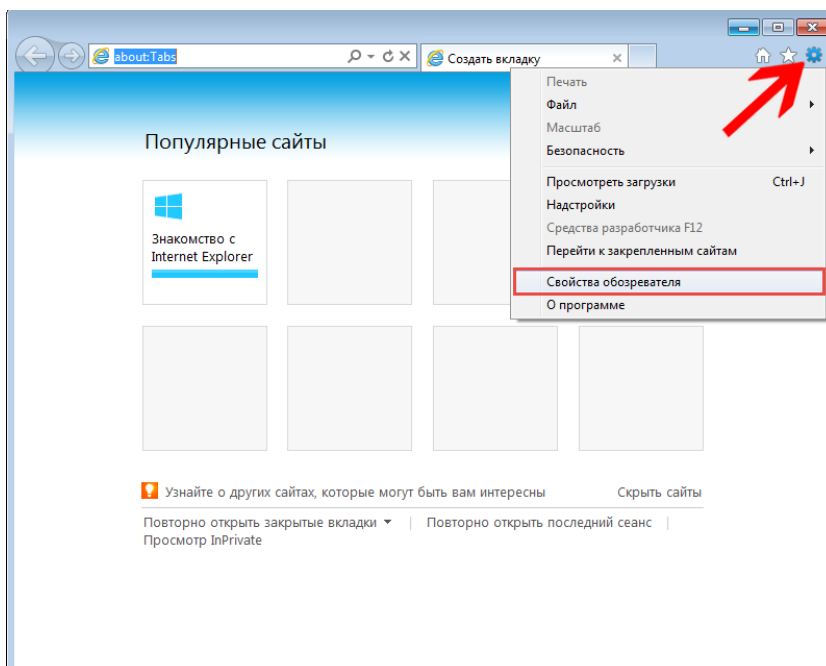 about:Tabs
Создать вкладку
Печать
Файл
Масштаб
Безопасность
Просмотреть загрузки Ctrl+J
Надстройки
Средства разработчика F12
Перейти к закрепленным сайтам
Свойства обозревателя
О программе
Популярные сайты
Знакомство с
Internet Explorer
Узнайте о других сайтах, которые могут быть вам интересны Скрыть сайты
Повторно открыть закрытые вкладки | Повторно открыть последний сеанс |
Просмотр InPrivate